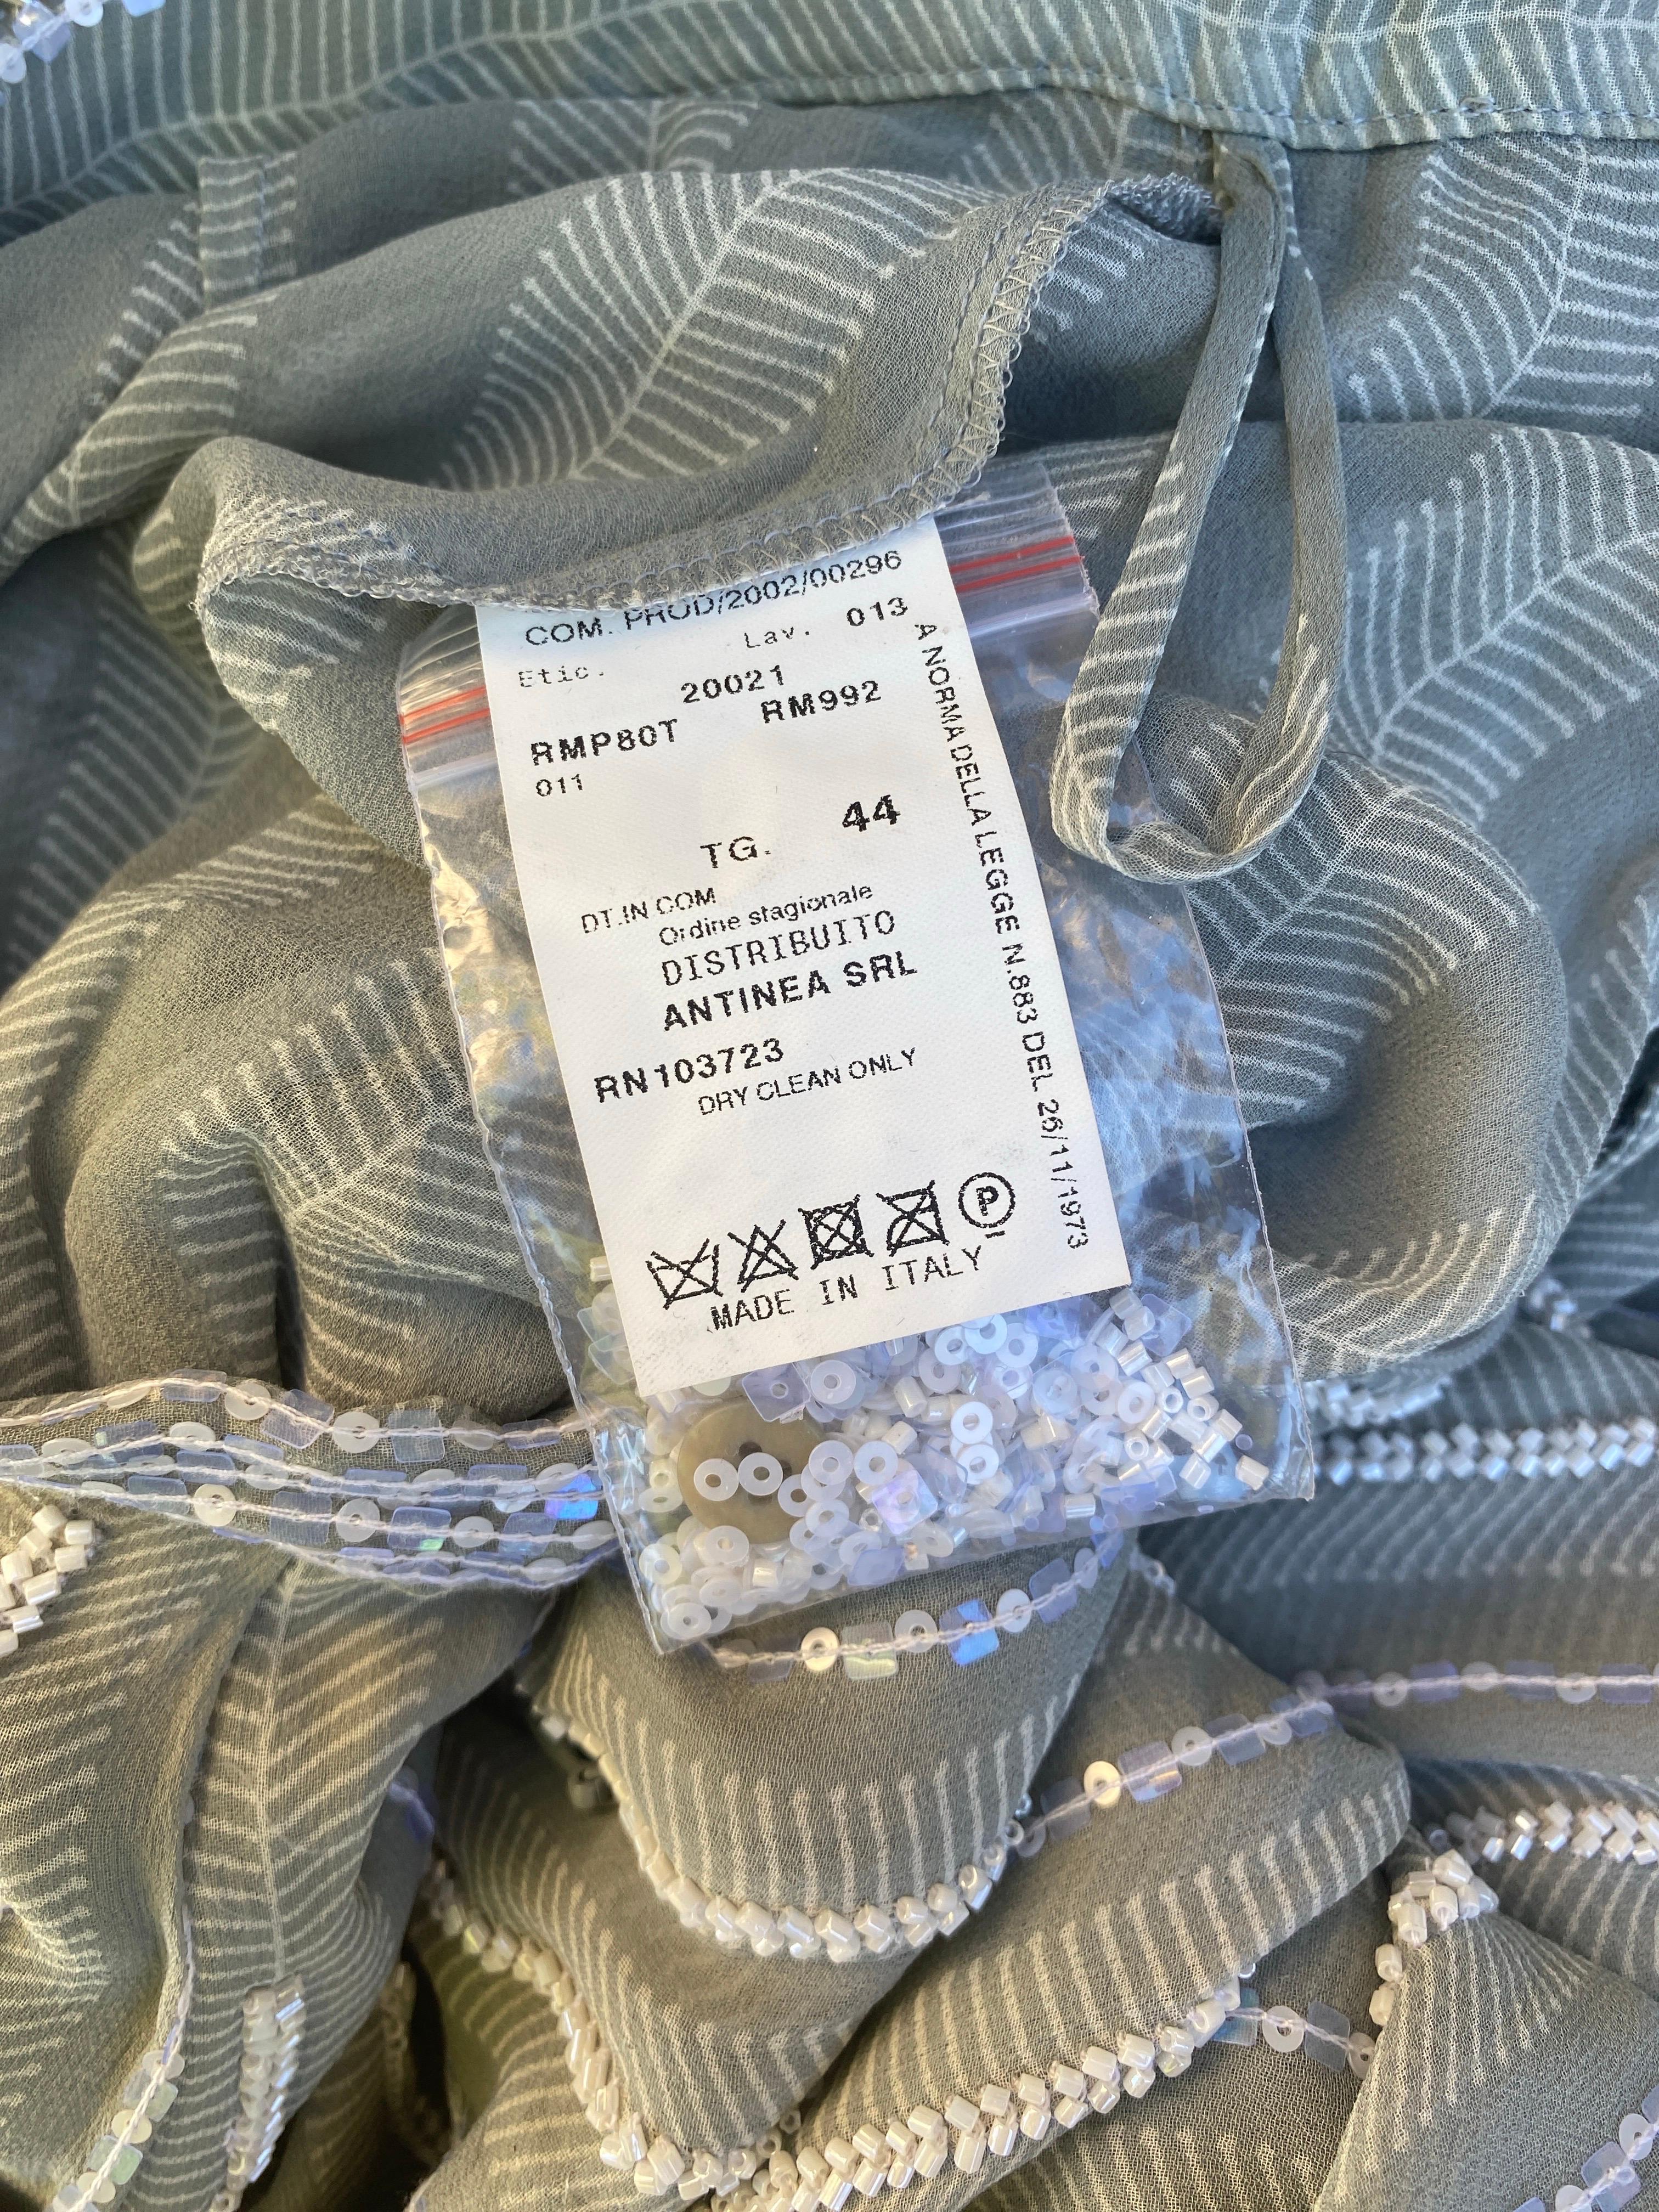 COM. PROD/2002/00296
Etic. Lav. 013
20021
RMP80T RM992
011
TG. 44
DT.IN COM
Ordine stagionale
DISTRIBUITO
ANTINEA SRL
RN103723
DRY CLEAN ONLY
P
MADE IN ITALY
A NORMA DELLA LEGGE N.883 DEL 26/11/1973